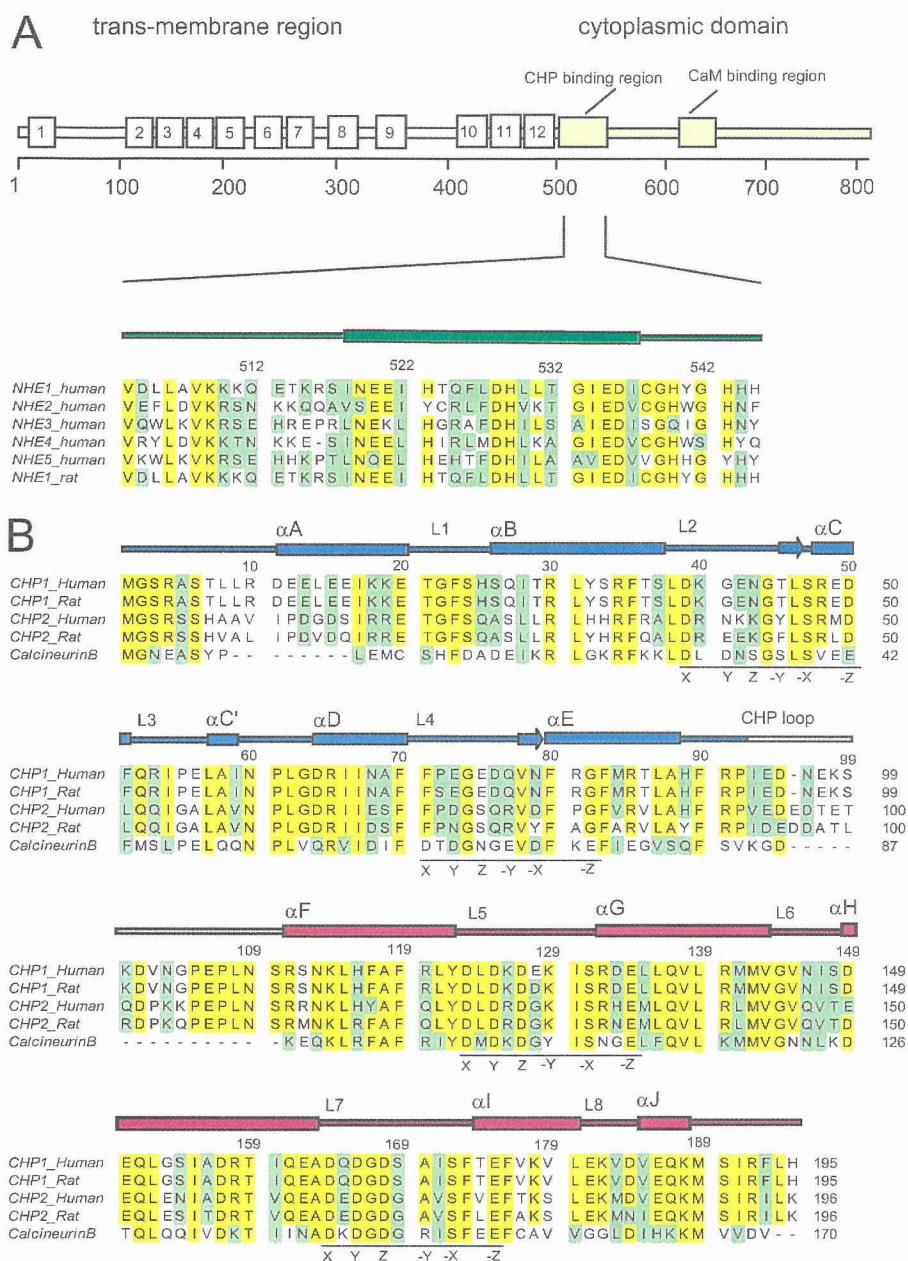 A trans-membrane region cytoplasmic domain
CHP binding region CaM binding region
1 2 3 4 5 6 7 8 9 10 11 12
1 100 200 300 400 500 600 700 800
512 522 532 542
NHE1_human VDLLAVKKKQ ETKRSINEEI HTQFLDHLLT GIEDICGHYG HHH
NHE2_human VEFLDVKRSN KKQQAVSEEI YCRLFDHVKT GIEDVCGHWG HNF
NHE3_human VQWLKVKRSE HREPRLNEKL HGRAFDHILS AIEDISGQIG HNY
NHE4_human VRYLDVKKTN KKE-SINEEL HIRLMDHLKA GIEDVCGHWS HYQ
NHE5_human VKWLKVKRSE HHKPTLNQEL HEHTFDHILA AVEDVVGHHG YHY
NHE1_rat VDLLAVKKKQ ETKRSINEEI HTQFLDHLLT GIEDICGHYG HHH
B αA L1 αB L2 αC
10 20 30 40 50
CHP1_Human MGSRASTLLR DEELEEIKKE TGFSHSQITR LYSRFTSLDK GENGTLSRED 50
CHP1_Rat MGSRASTLLR DEELEEIKKE TGFSHSQITR LYSRFTSLDK GENGTLSRED 50
CHP2_Human MGSRSSHAAV IPDGDSIRRE TGFSQASLLR LHHRFRALDR NKKGYLSRMD 50
CHP2_Rat MGSRSSHVAL IPDVDQIRRE TGFSQASLLR LYHRFQALDR EEKGFLSRLD 50
CalcineurinB MGNEASYP-- -----LEMCS HFDADEIKR LGKRFKKLDL DNSGSLSVEE 42
X Y Z -Y -X -Z
L3 αC' αD L4 αE CHP loop
60 70 80 90 99
CHP1_Human FQRIPELAIN PLGDRIINAF FPEGEDQVNF RGFMRTLAHF RPIED-NEKS 99
CHP1_Rat FQRIPELAIN PLGDRIINAF FSEGEDQVNF RGFMRTLAHF RPIED-NEKS 99
CHP2_Human LQQIGALAVN PLGDRIIESF FPDGSQRVDF PGFVRVLAHF RPVEDEDTET 100
CHP2_Rat LQQIGALAVN PLGDRIIDSF FPNGSQRVYF AGFARVLAYF RPIDEDDATL 100
CalcineurinB FMSLPELQQN PLVQRVIDIF DTDGNGEVDF KEFIEGVSQF SVKGD----- 87
X Y Z -Y -X -Z
αF L5 αG L6 αH
109 119 129 139 149
CHP1_Human KDVNGPEPLN SRSNKLHFAF RLYDLDKDEK ISRDELLQVL RMMVGVNISD 149
CHP1_Rat KDVNGPEPLN SRSNKLHFAF RLYDLDKDDK ISRDELLQVL RMMVGVNISD 149
CHP2_Human QDPKKPEPLN SRRNKLHYAF QLYDLDRDGK ISRHEMLQVL RLMVGVQVTE 150
CHP2_Rat RDPKQPEPLN SRMNKLRFAF QLYDLDRDGK ISRNEMLQVL RLMVGVQVTD 150
CalcineurinB ---------- -KEQKLRFAF RIYDMDKDGY ISNGELFQVL KMMVGNNLKD 126
X Y Z -Y -X -Z
L7 αI L8 αJ
159 169 179 189
CHP1_Human EQLGSIADRT IQEADQDGDS AISFTEFVKV LEKVDVEQKM SIRFLH 195
CHP1_Rat EQLGSIADRT IQEADQDGDS AISFTEFVKV LEKVDVEQKM SIRFLH 195
CHP2_Human EQLENIADRT VQEADEDGDG AVSFVEFTKS LEKMDVEQKM SIRILK 196
CHP2_Rat EQLESITDRT VQEADEDGDG AVSFLEFAKS LEKMNIEQKM SIRILK 196
CalcineurinB TQLQQIVDKT IINADKDGDG RISFEEFCAV VGGLDIHKKM VVDV-- 170
X Y Z -Y -X -Z